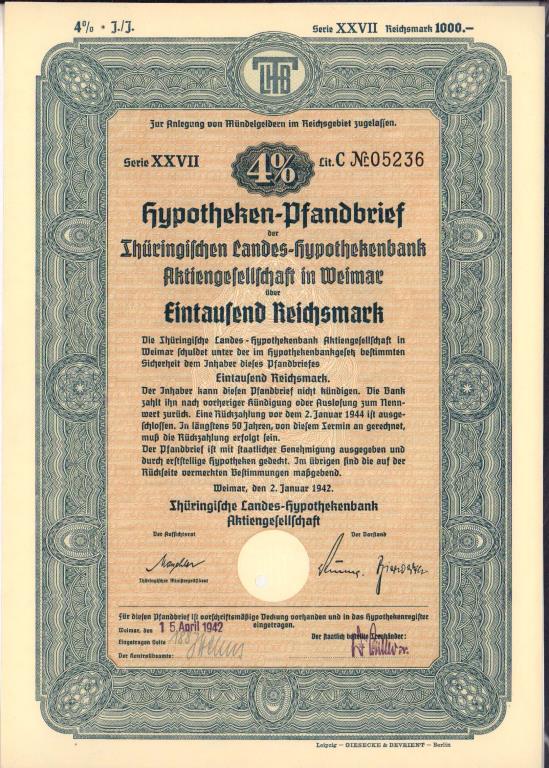 4% • J./J.
Serie XXVII Reichsmark 1000.–
LTHB
Zur Anlegung von Mündelgeldern im Reichsgebiet zugelassen.
Serie XXVII
4%
Lit. C No 05236
Hypotheken-Pfandbrief
der
Thüringischen Landes-Hypothekenbank
Aktiengesellschaft in Weimar
über
Eintausend Reichsmark
Die Thüringische Landes-Hypothekenbank Aktiengesellschaft in
Weimar schuldet unter der im Hypothekenbankgesetz bestimmten
Sicherheit dem Inhaber dieses Pfandbriefes
Eintausend Reichsmark.
Der Inhaber kann diesen Pfandbrief nicht kündigen. Die Bank
zahlt ihn nach vorheriger Kündigung oder Auslosung zum Nenn-
wert zurück. Eine Rückzahlung vor dem 2. Januar 1944 ist ausge-
schlossen. In längstens 50 Jahren, von diesem Termin an gerechnet,
muß die Rückzahlung erfolgt sein.
Der Pfandbrief ist mit staatlicher Genehmigung ausgegeben und
durch erststellige Hypotheken gedeckt. Im übrigen sind die auf der
Rückseite vermerkten Bestimmungen maßgebend.
Weimar, den 2. Januar 1942.
Thüringische Landes-Hypothekenbank
Aktiengesellschaft
Der Aufsichtsrat
Der Vorstand
Thüringischer Ministerpräsident
Für diesen Pfandbrief ist vorschriftsmäßige Deckung vorhanden und in das Hypothekenregister
eingetragen.
Weimar, den 15. April 1942
Eingetragen Seite
Der staatlich bestellte Treuhänder:
Der Kontrollbeamte:
Leipzig – GIESECKE & DEVRIENT – Berlin